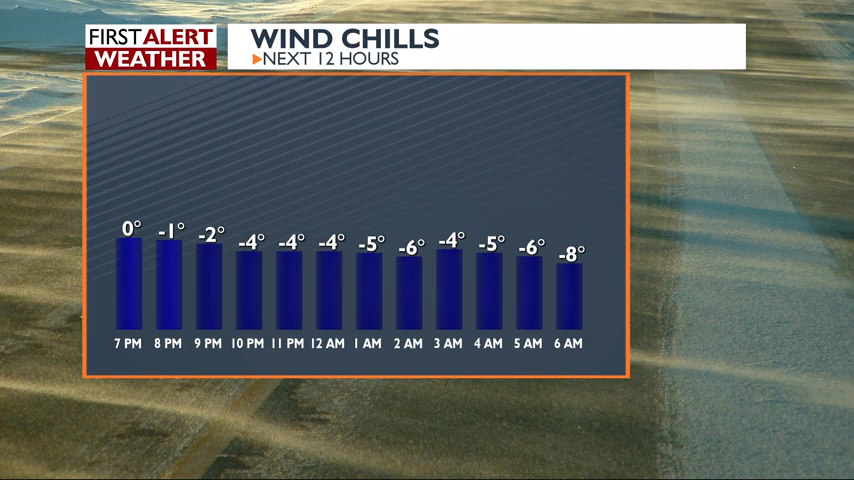 FIRST ALERT
WEATHER
WIND CHILLS
NEXT 12 HOURS
0° -1° -2° -4° -4° -4° -5° -6° -4° -5° -6° -8°
7 PM 8 PM 9 PM 10 PM 11 PM 12 AM 1 AM 2 AM 3 AM 4 AM 5 AM 6 AM